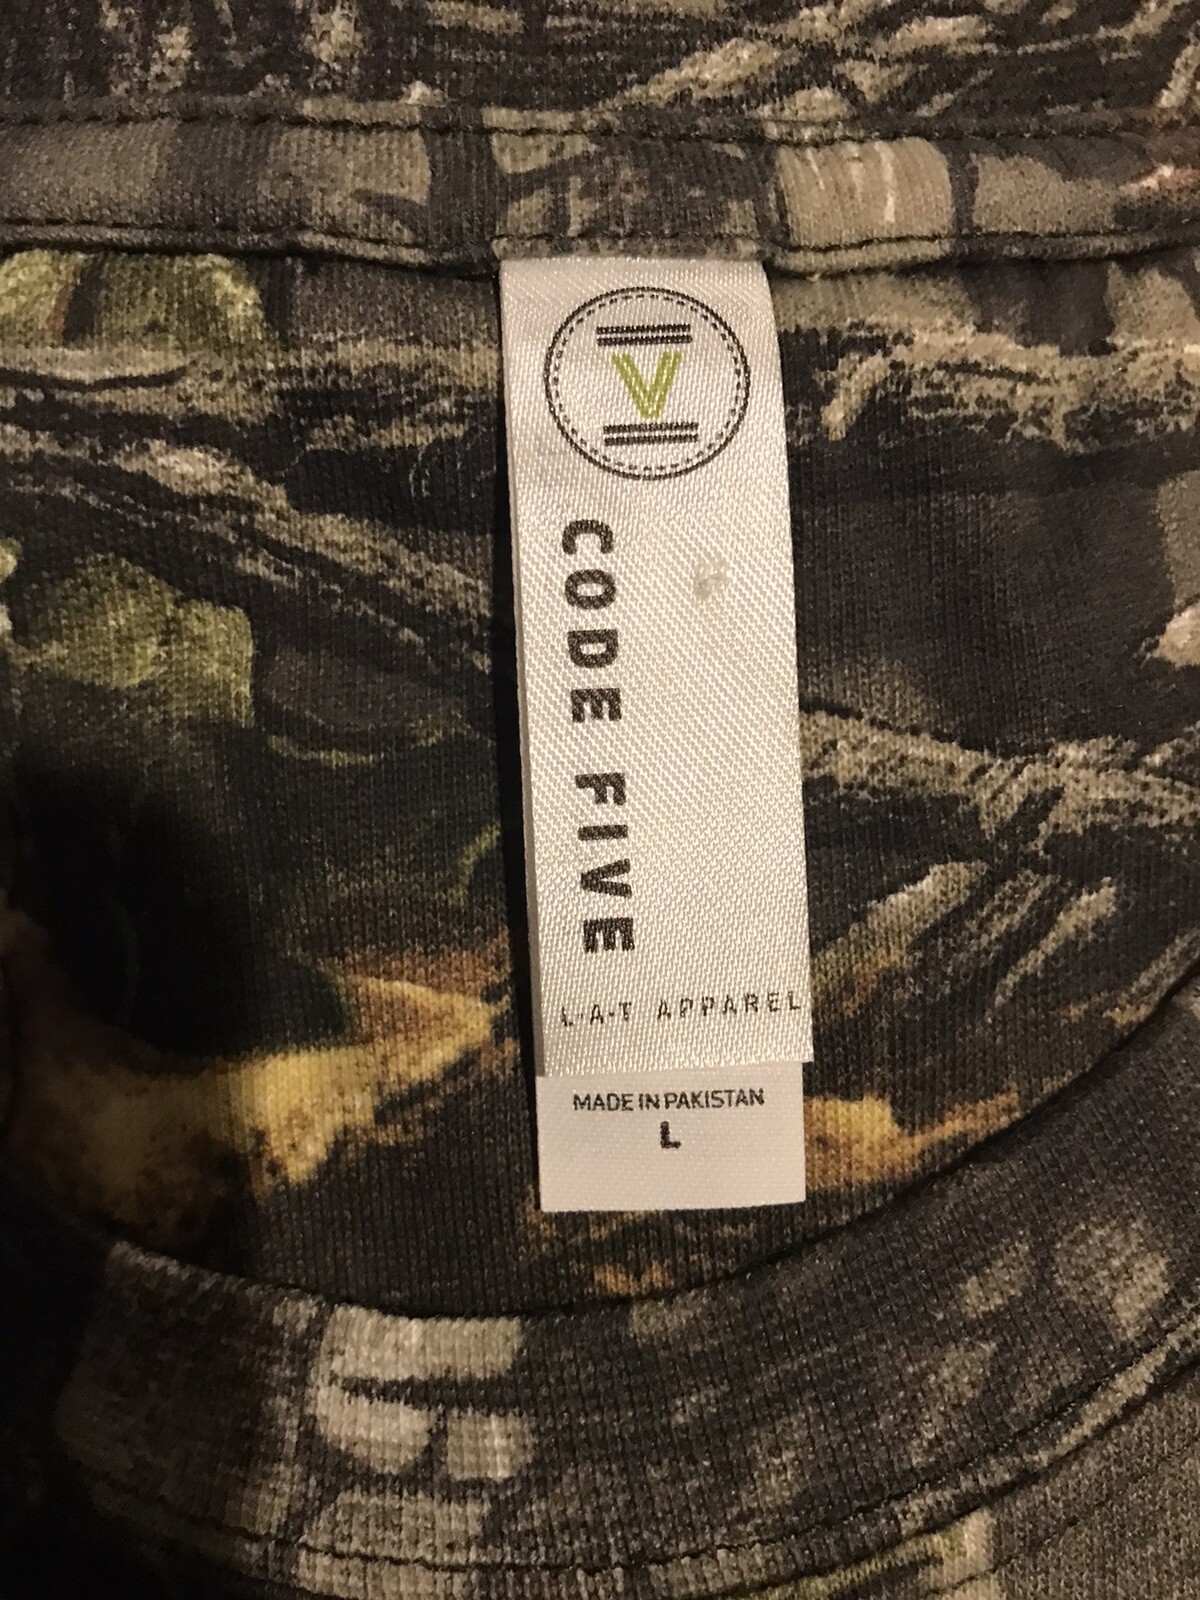 V
CODE FIVE
L·A·T APPAREL
MADE IN PAKISTAN
L